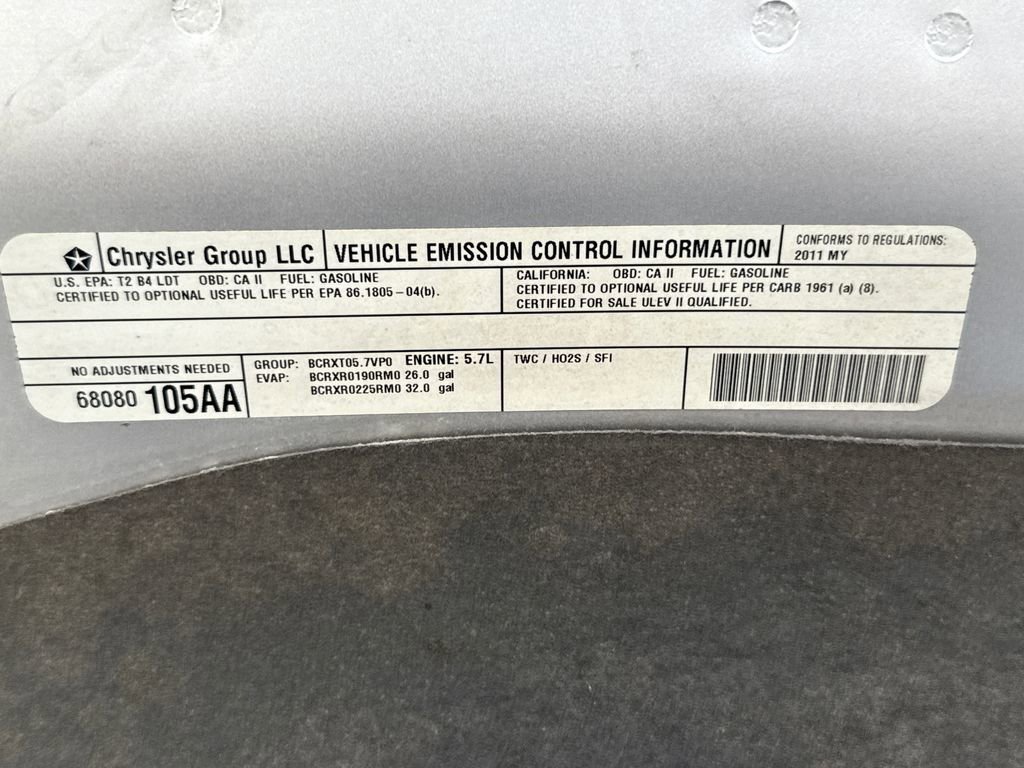 Chrysler Group LLC VEHICLE EMISSION CONTROL INFORMATION CONFORMS TO REGULATIONS:
2011 MY
U.S. EPA: T2 B4 LDT OBD: CA II FUEL: GASOLINE
CERTIFIED TO OPTIONAL USEFUL LIFE PER EPA 86.1805-04(b).
CALIFORNIA: OBD: CA II FUEL: GASOLINE
CERTIFIED TO OPTIONAL USEFUL LIFE PER CARB 1961 (a) (8).
CERTIFIED FOR SALE ULEV II QUALIFIED.
NO ADJUSTMENTS NEEDED
68080 105AA
GROUP: BCRXT05.7VP0 ENGINE: 5.7L
EVAP: BCRXR0190RM0 26.0 gal
BCRXR0225RM0 32.0 gal
TWC / HO2S / SFI